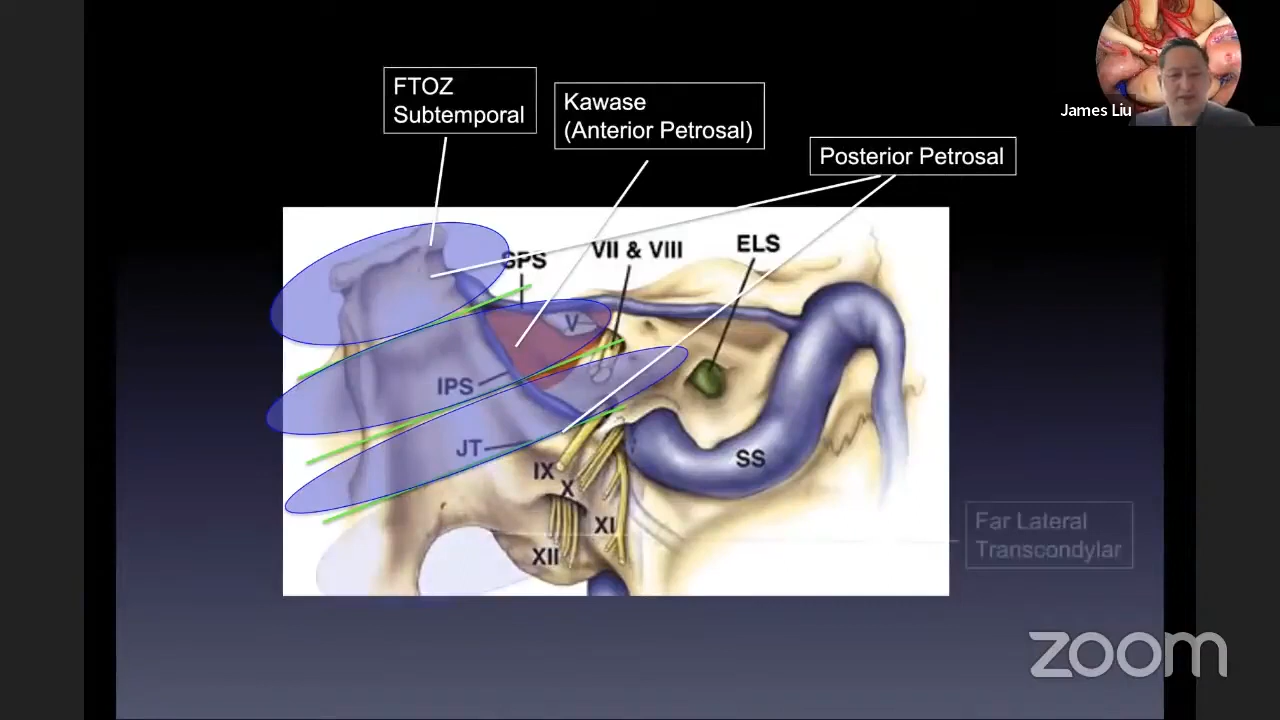 FTOZ
Subtemporal
Kawase
(Anterior Petrosal)
James Liu
Posterior Petrosal
SPS
VII & VIII
ELS
V
IPS
JT
IX
X
SS
XI
XII
Far Lateral
Transcondylar
zoom